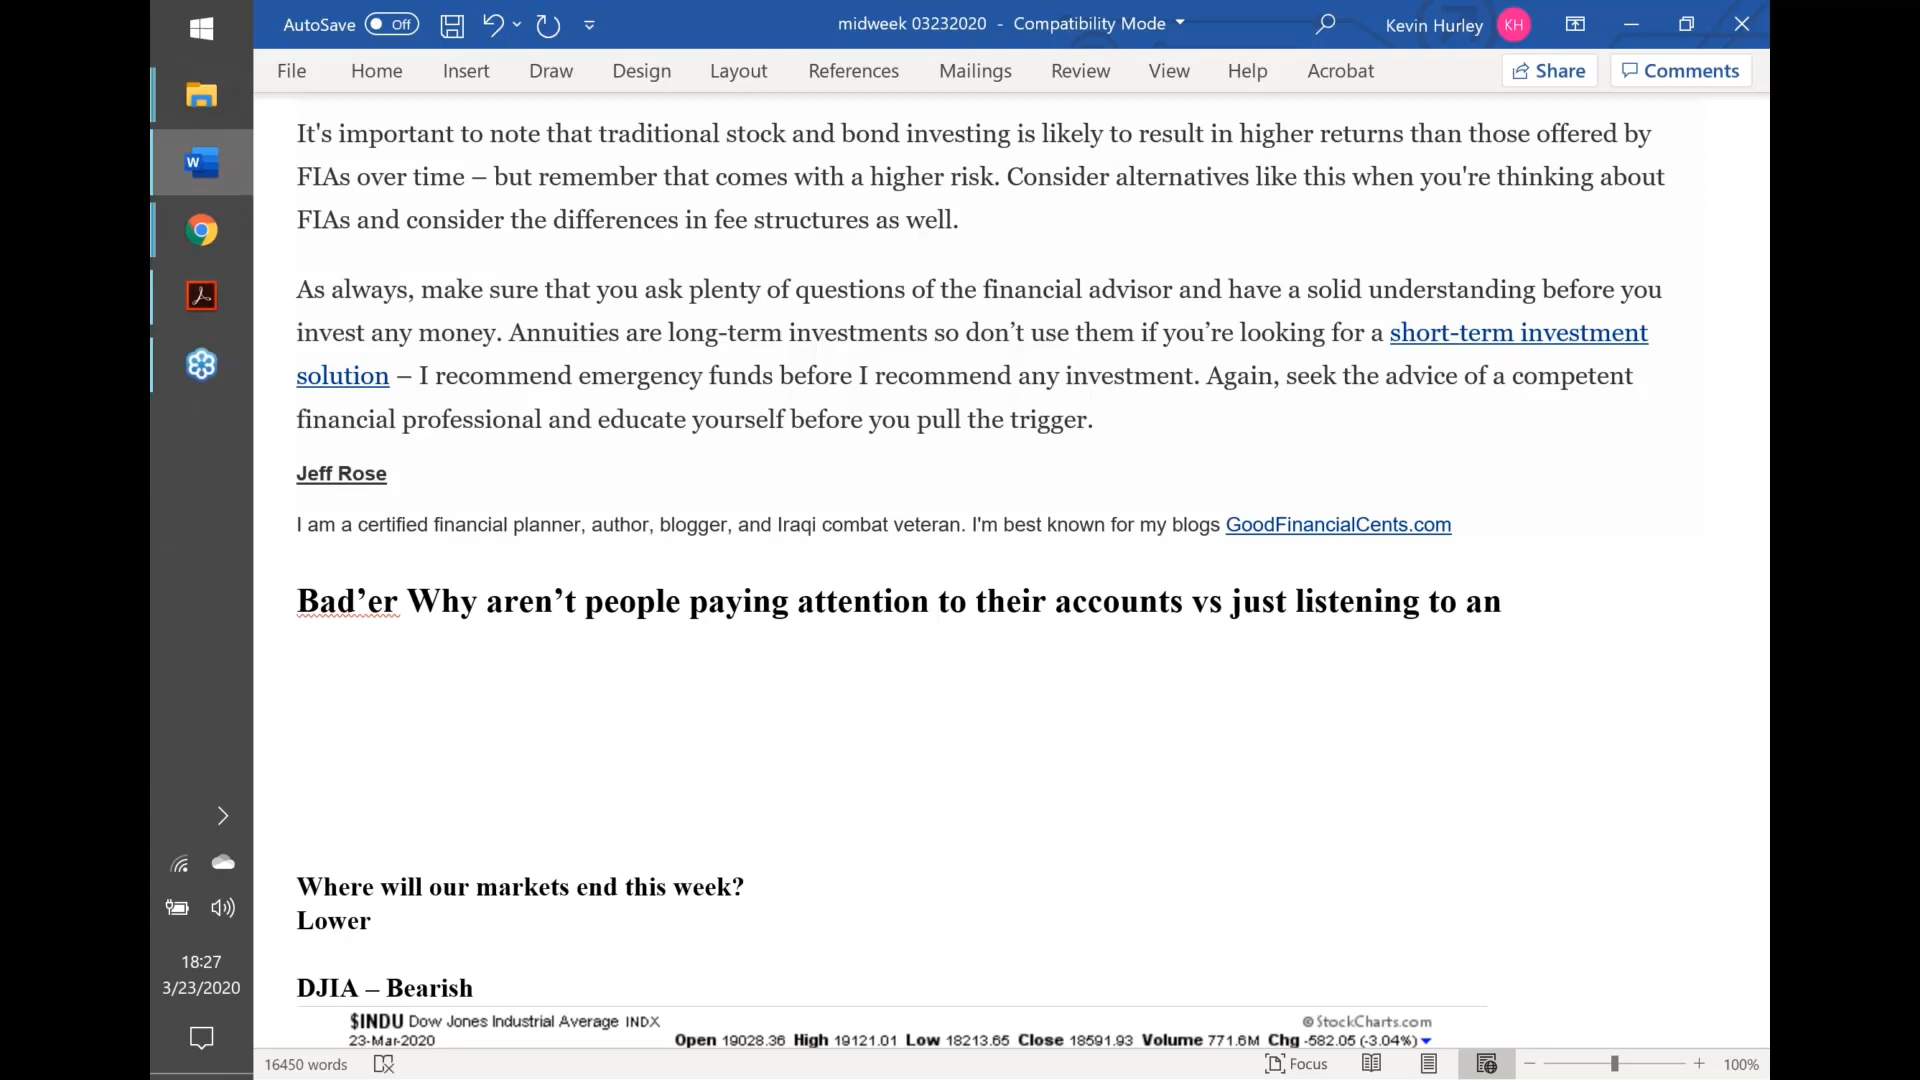 AutoSave Off midweek 03232020 - Compatibility Mode Kevin Hurley KH
File Home Insert Draw Design Layout References Mailings Review View Help Acrobat Share Comments
It's important to note that traditional stock and bond investing is likely to result in higher returns than those offered by
FIAs over time – but remember that comes with a higher risk. Consider alternatives like this when you're thinking about
FIAs and consider the differences in fee structures as well.
As always, make sure that you ask plenty of questions of the financial advisor and have a solid understanding before you
invest any money. Annuities are long-term investments so don’t use them if you’re looking for a short-term investment
solution – I recommend emergency funds before I recommend any investment. Again, seek the advice of a competent
financial professional and educate yourself before you pull the trigger.
Jeff Rose
I am a certified financial planner, author, blogger, and Iraqi combat veteran. I'm best known for my blogs GoodFinancialCents.com
Bad’er Why aren’t people paying attention to their accounts vs just listening to an
Where will our markets end this week?
Lower
DJIA – Bearish
$INDU Dow Jones Industrial Average INDX © StockCharts.com
23-Mar-2020 Open 19028.36 High 19121.01 Low 18213.65 Close 18591.93 Volume 771.6M Chg -582.05 (-3.04%)
16450 words Focus 100%
18:27
3/23/2020